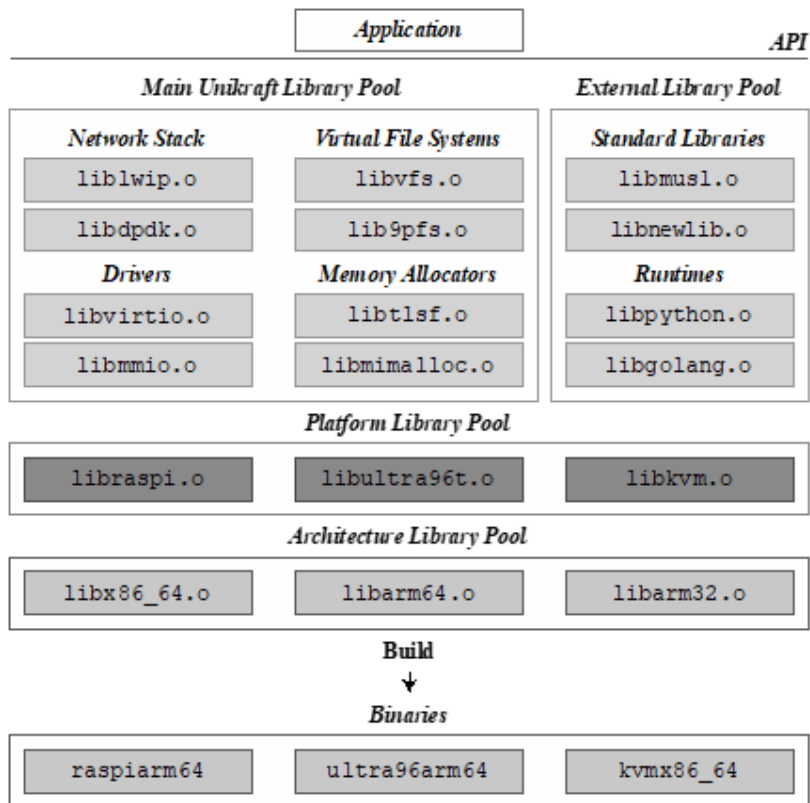 Application
API
Main Unikraft Library Pool
External Library Pool
Network Stack
Virtual File Systems
Standard Libraries
liblwip.o
libvfs.o
libmusl.o
libdpdk.o
lib9pfs.o
libnewlib.o
Drivers
Memory Allocators
Runtimes
libvirtio.o
libtlsf.o
libpython.o
libmmio.o
libmimalloc.o
libgolang.o
Platform Library Pool
libraspi.o
libultra96t.o
libkvm.o
Architecture Library Pool
libx86_64.o
libarm64.o
libarm32.o
Build
Binaries
raspiarm64
ultra96arm64
kvmx86_64